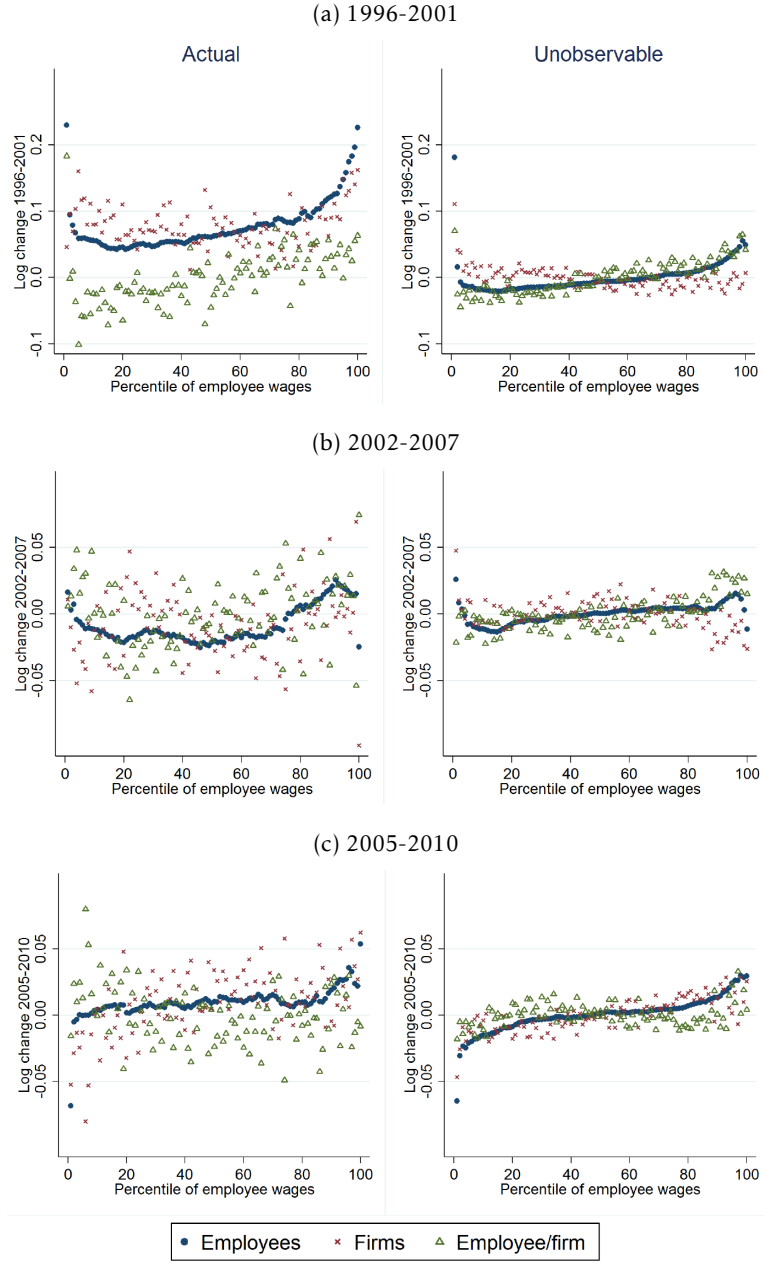 (a) 1996-2001
Actual
Unobservable
Log change 1996-2001
0.2
0.1
0.0
-0.1
0 20 40 60 80 100
Percentile of employee wages
Log change 1996-2001
0.2
0.1
0.0
-0.1
0 20 40 60 80 100
Percentile of employee wages
(b) 2002-2007
Log change 2002-2007
0.05
0.00
-0.05
0 20 40 60 80 100
Percentile of employee wages
Log change 2002-2007
0.05
0.00
-0.05
0 20 40 60 80 100
Percentile of employee wages
(c) 2005-2010
Log change 2005-2010
0.05
0.00
-0.05
0 20 40 60 80 100
Percentile of employee wages
Log change 2005-2010
0.05
0.00
-0.05
0 20 40 60 80 100
Percentile of employee wages
Employees Firms Employee/firm